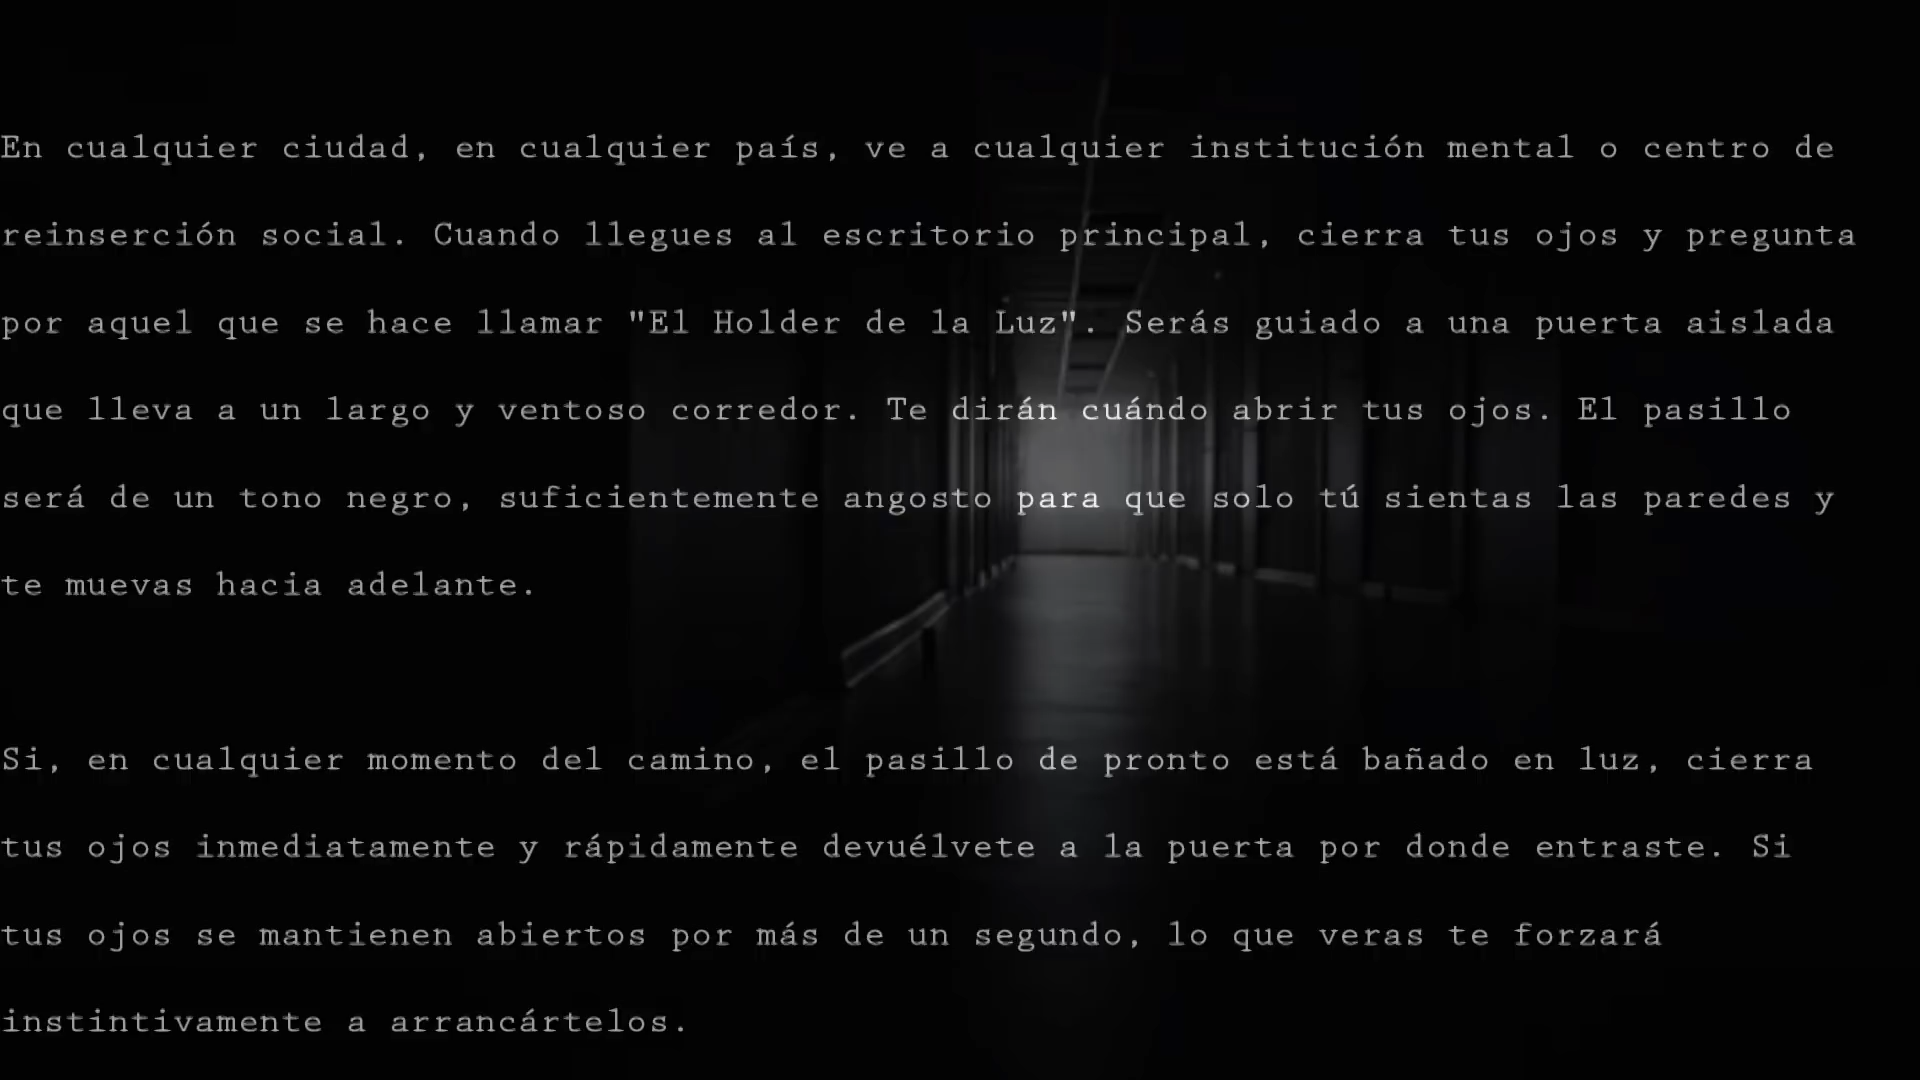 En cualquier ciudad, en cualquier país, ve a cualquier institución mental o centro de
reinserción social. Cuando llegues al escritorio principal, cierra tus ojos y pregunta
por aquel que se hace llamar "El Holder de la Luz". Serás guiado a una puerta aislada
que lleva a un largo y ventoso corredor. Te dirán cuándo abrir tus ojos. El pasillo
será de un tono negro, suficientemente angosto para que solo tú sientas las paredes y
te muevas hacia adelante.
Si, en cualquier momento del camino, el pasillo de pronto está bañado en luz, cierra
tus ojos inmediatamente y rápidamente devuélvete a la puerta por donde entraste. Si
tus ojos se mantienen abiertos por más de un segundo, lo que veras te forzará
instintivamente a arrancártelos.